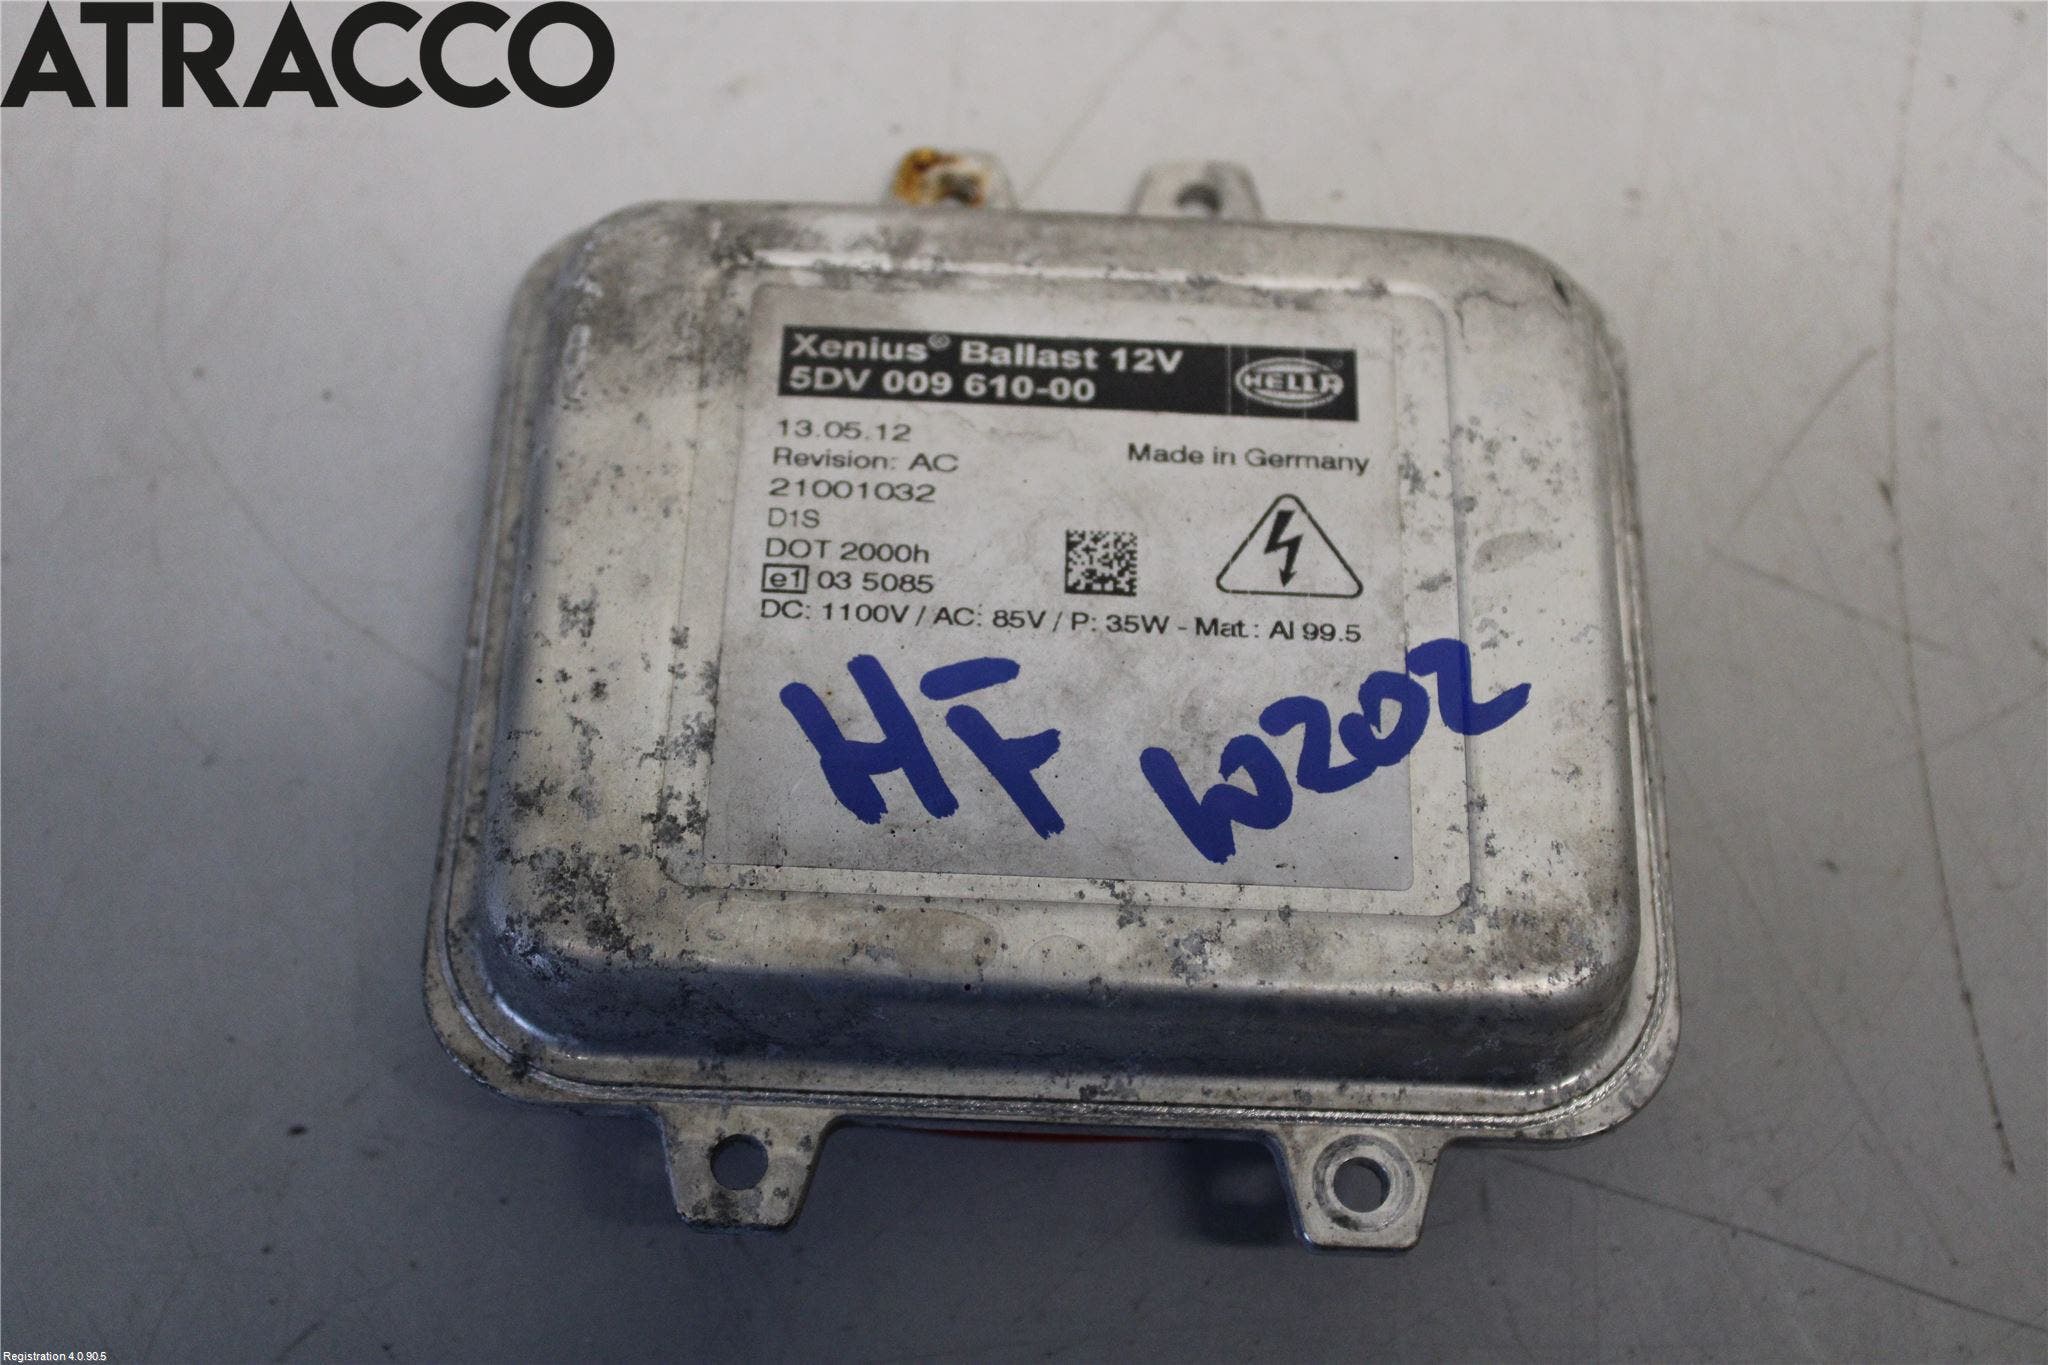 ATRACCO
Xenius® Ballast 12V
5DV 009 610-00
HELLA
13.05.12
Revision: AC
Made in Germany
21001032
D1S
DOT 2000h
e1 03 5085
DC: 1100V / AC: 85V / P: 35W - Mat.: Al 99.5
HF W202
Registration 4.0.90.5